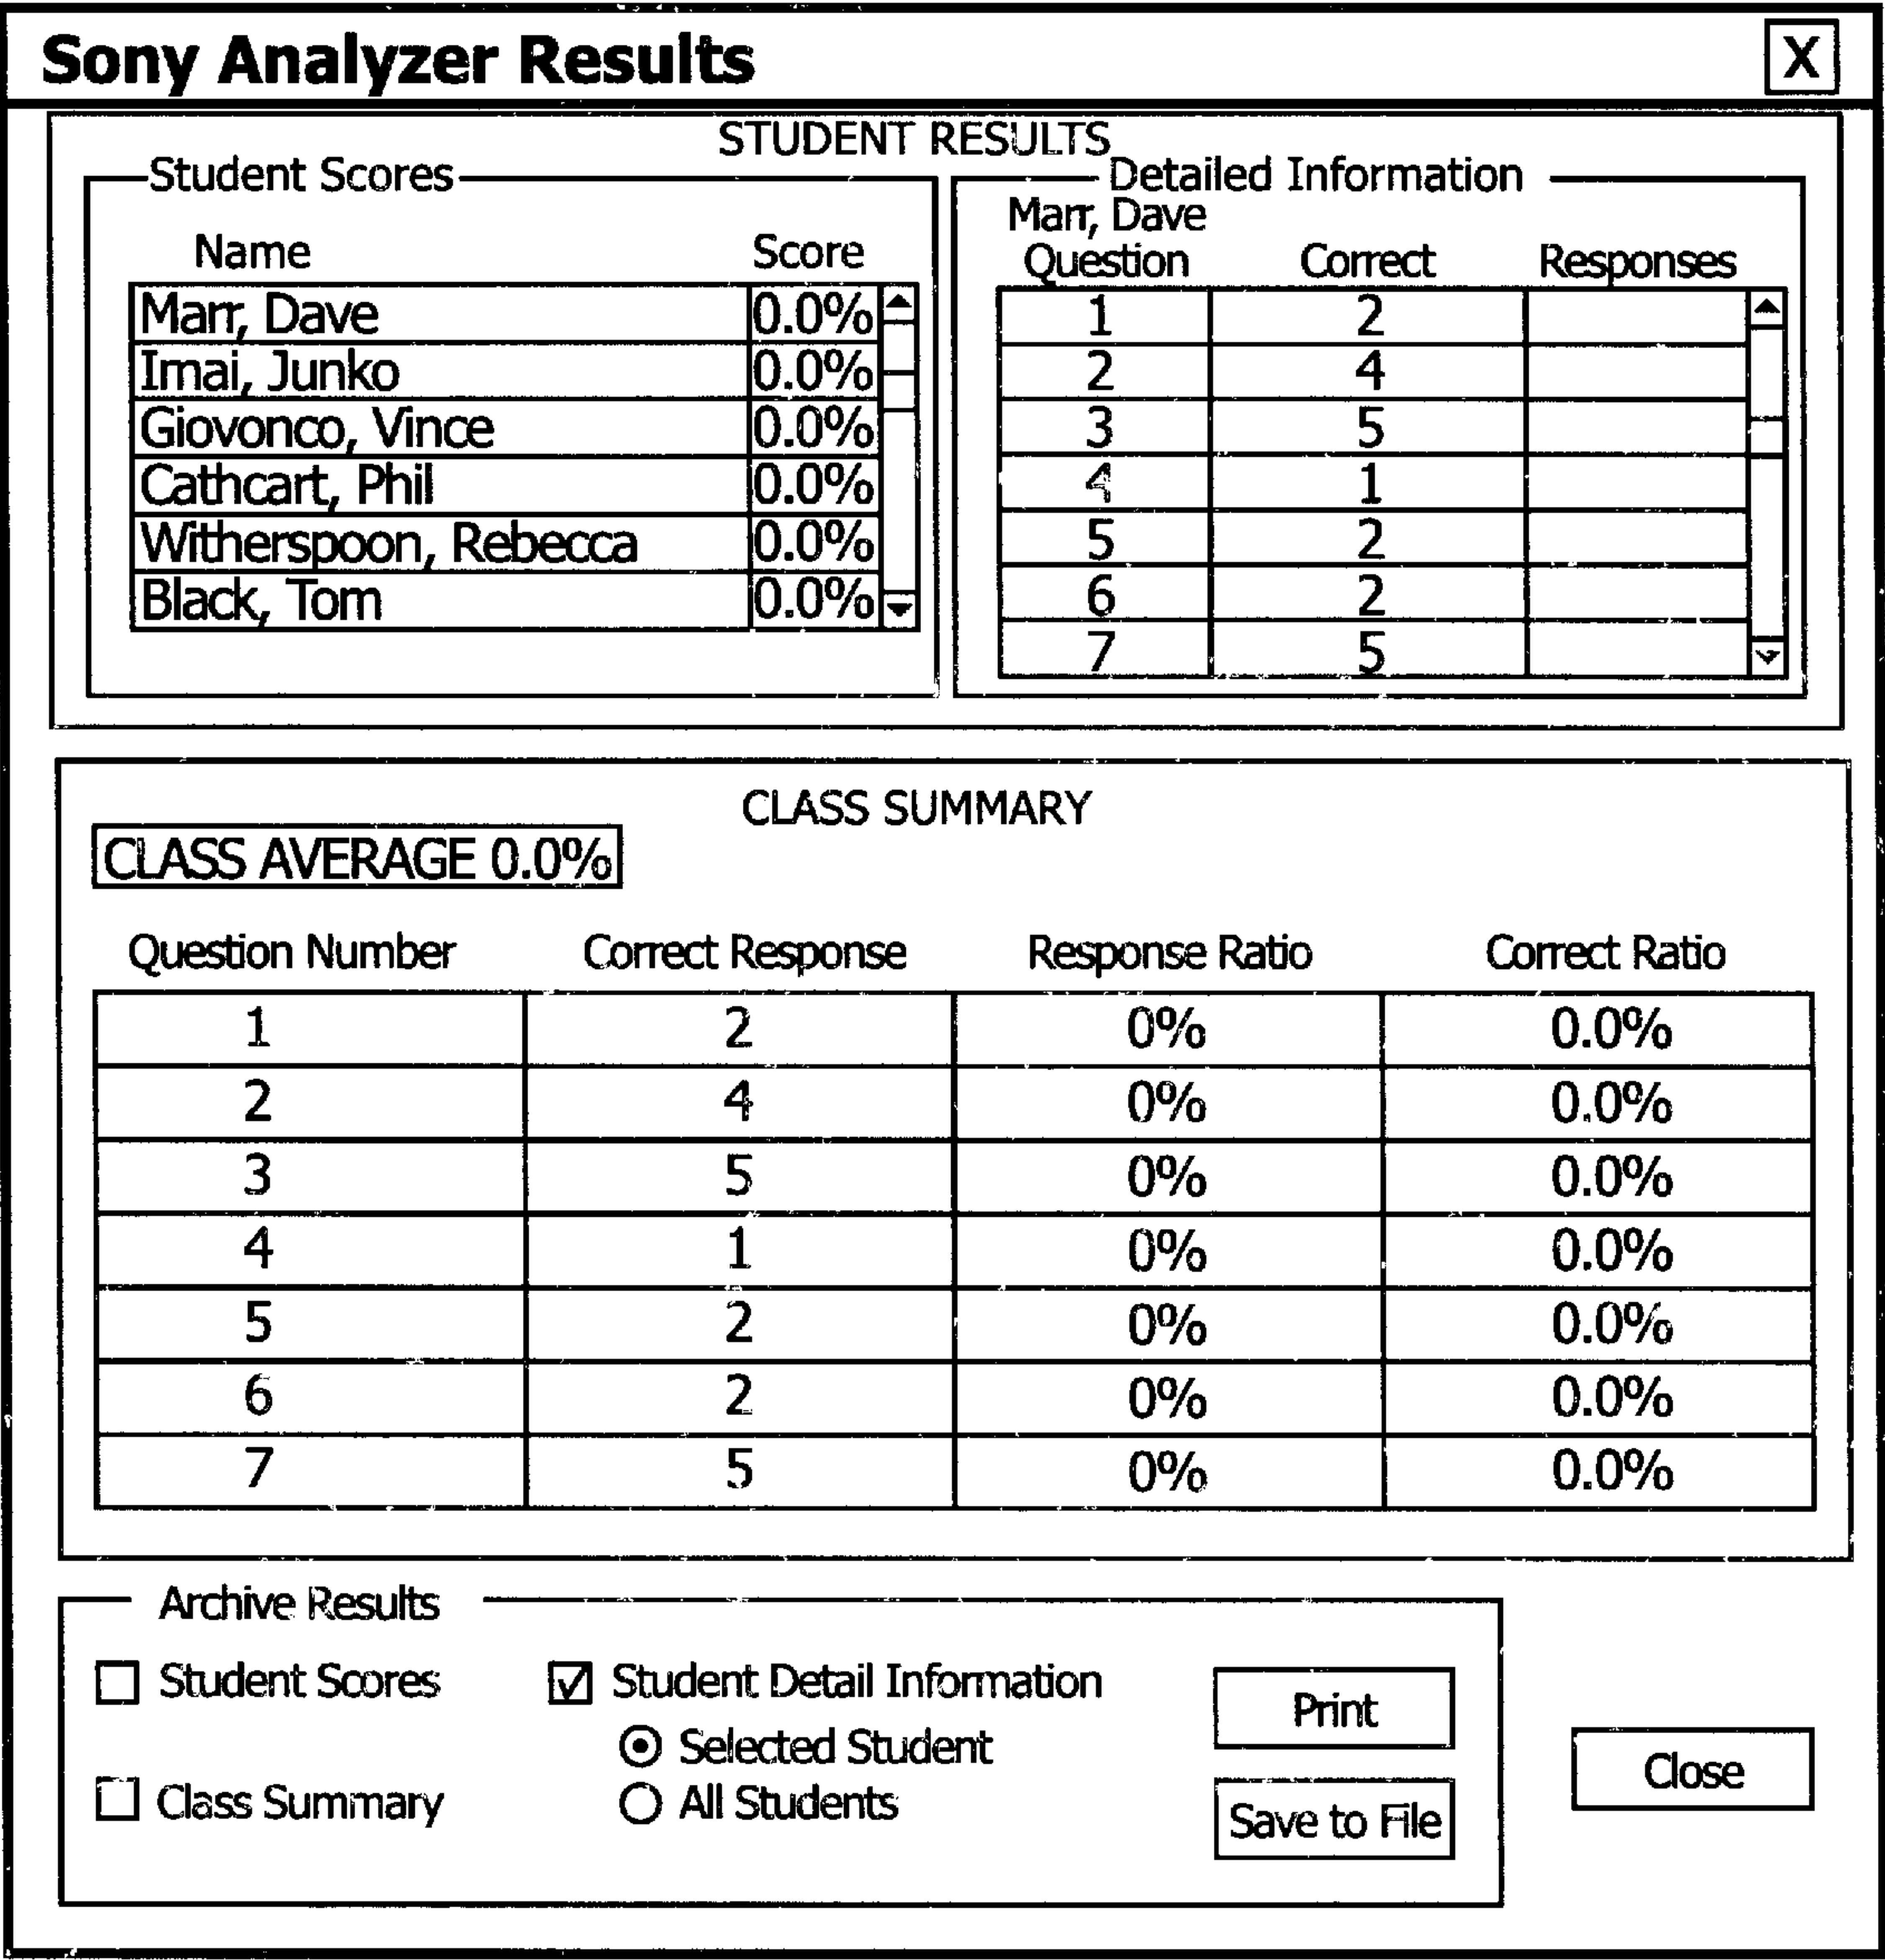 Sony Analyzer Results X
STUDENT RESULTS
Student Scores
Name Score
Marr, Dave 0.0%
Imai, Junko 0.0%
Giovonco, Vince 0.0%
Cathcart, Phil 0.0%
Witherspoon, Rebecca 0.0%
Black, Tom 0.0%
Detailed Information
Marr, Dave
Question Correct Responses
1 2
2 4
3 5
4 1
5 2
6 2
7 5
CLASS SUMMARY
CLASS AVERAGE 0.0%
Question Number Correct Response Response Ratio Correct Ratio
1 2 0% 0.0%
2 4 0% 0.0%
3 5 0% 0.0%
4 1 0% 0.0%
5 2 0% 0.0%
6 2 0% 0.0%
7 5 0% 0.0%
Archive Results
Student Scores
Class Summary
Student Detail Information
Selected Student
All Students
Print
Save to File
Close